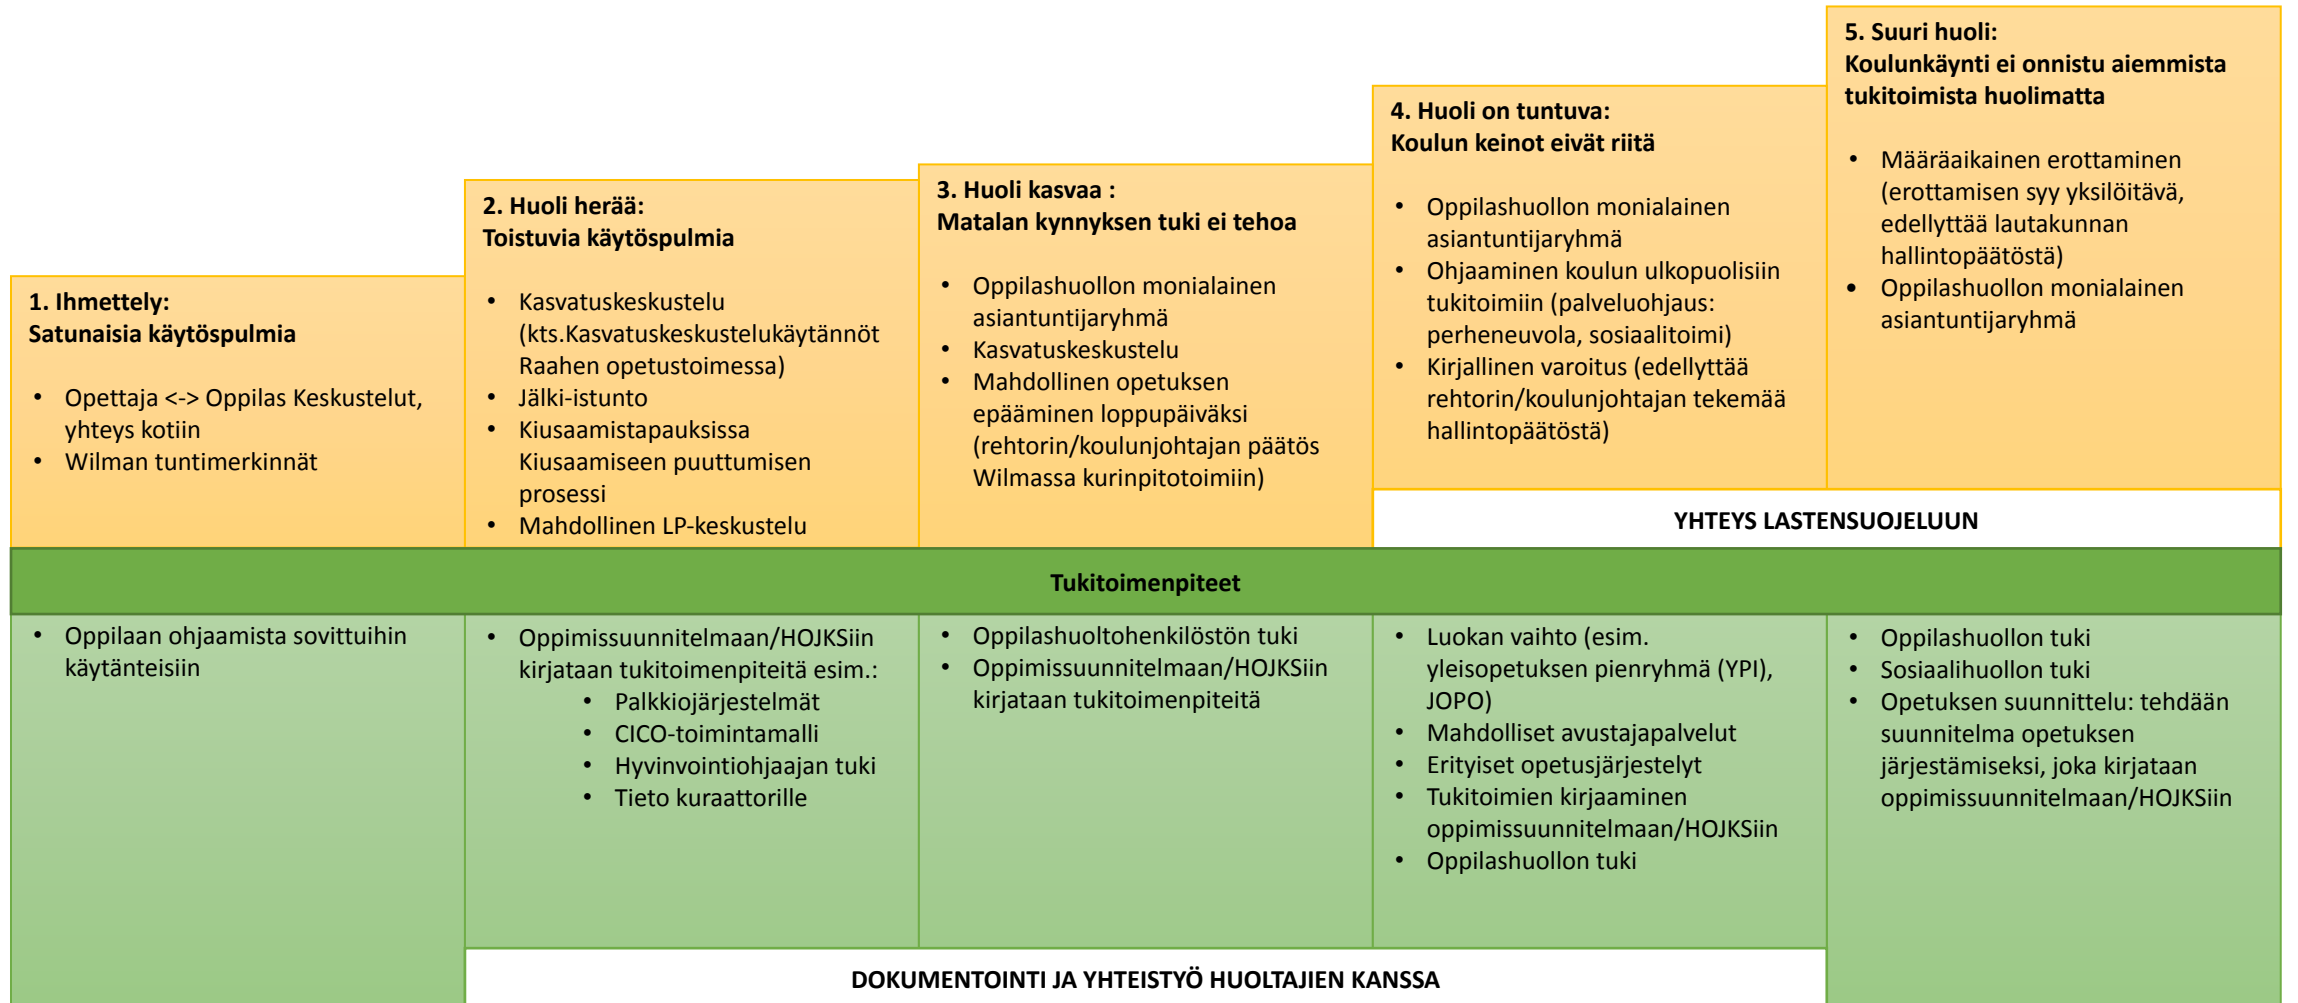 1. Ihmettely:
Satunaisia käytöspulmia
• Opettaja <-> Oppilas Keskustelut,
yhteys kotiin
• Wilman tuntimerkinnät
2. Huoli herää:
Toistuvia käytöspulmia
• Kasvatuskeskustelu
(kts.Kasvatuskeskustelukäytännöt
Raahen opetustoimessa)
• Jälki-istunto
• Kiusaamistapauksissa
Kiusaamiseen puuttumisen
prosessi
• Mahdollinen LP-keskustelu
3. Huoli kasvaa :
Matalan kynnyksen tuki ei tehoa
• Oppilashuollon monialainen
asiantuntijaryhmä
• Kasvatuskeskustelu
• Mahdollinen opetuksen
epääminen loppupäiväksi
(rehtorin/koulunjohtajan päätös
Wilmassa kurinpitotoimiin)
4. Huoli on tuntuva:
Koulun keinot eivät riitä
• Oppilashuollon monialainen
asiantuntijaryhmä
• Ohjaaminen koulun ulkopuolisiin
tukitoimiin (palveluohjaus:
perheneuvola, sosiaalitoimi)
• Kirjallinen varoitus (edellyttää
rehtorin/koulunjohtajan tekemää
hallintopäätöstä)
5. Suuri huoli:
Koulunkäynti ei onnistu aiemmista
tukitoimista huolimatta
• Määräaikainen erottaminen
(erottamisen syy yksilöitävä,
edellyttää lautakunnan
hallintopäätöstä)
• Oppilashuollon monialainen
asiantuntijaryhmä
YHTEYS LASTENSUOJELUUN
Tukitoimenpiteet
• Oppilaan ohjaamista sovittuihin
käytänteisiin
• Oppimissuunnitelmaan/HOJKSiin
kirjataan tukitoimenpiteitä esim.:
• Palkkiojärjestelmät
• CICO-toimintamalli
• Hyvinvointiohjaajan tuki
• Tieto kuraattorille
• Oppilashuoltohenkilöstön tuki
• Oppimissuunnitelmaan/HOJKSiin
kirjataan tukitoimenpiteitä
• Luokan vaihto (esim.
yleisopetuksen pienryhmä (YPI),
JOPO)
• Mahdolliset avustajapalvelut
• Erityiset opetusjärjestelyt
• Tukitoimien kirjaaminen
oppimissuunnitelmaan/HOJKSiin
• Oppilashuollon tuki
• Oppilashuollon tuki
• Sosiaalihuollon tuki
• Opetuksen suunnittelu: tehdään
suunnitelma opetuksen
järjestämiseksi, joka kirjataan
oppimissuunnitelmaan/HOJKSiin
DOKUMENTOINTI JA YHTEISTYÖ HUOLTAJIEN KANSSA